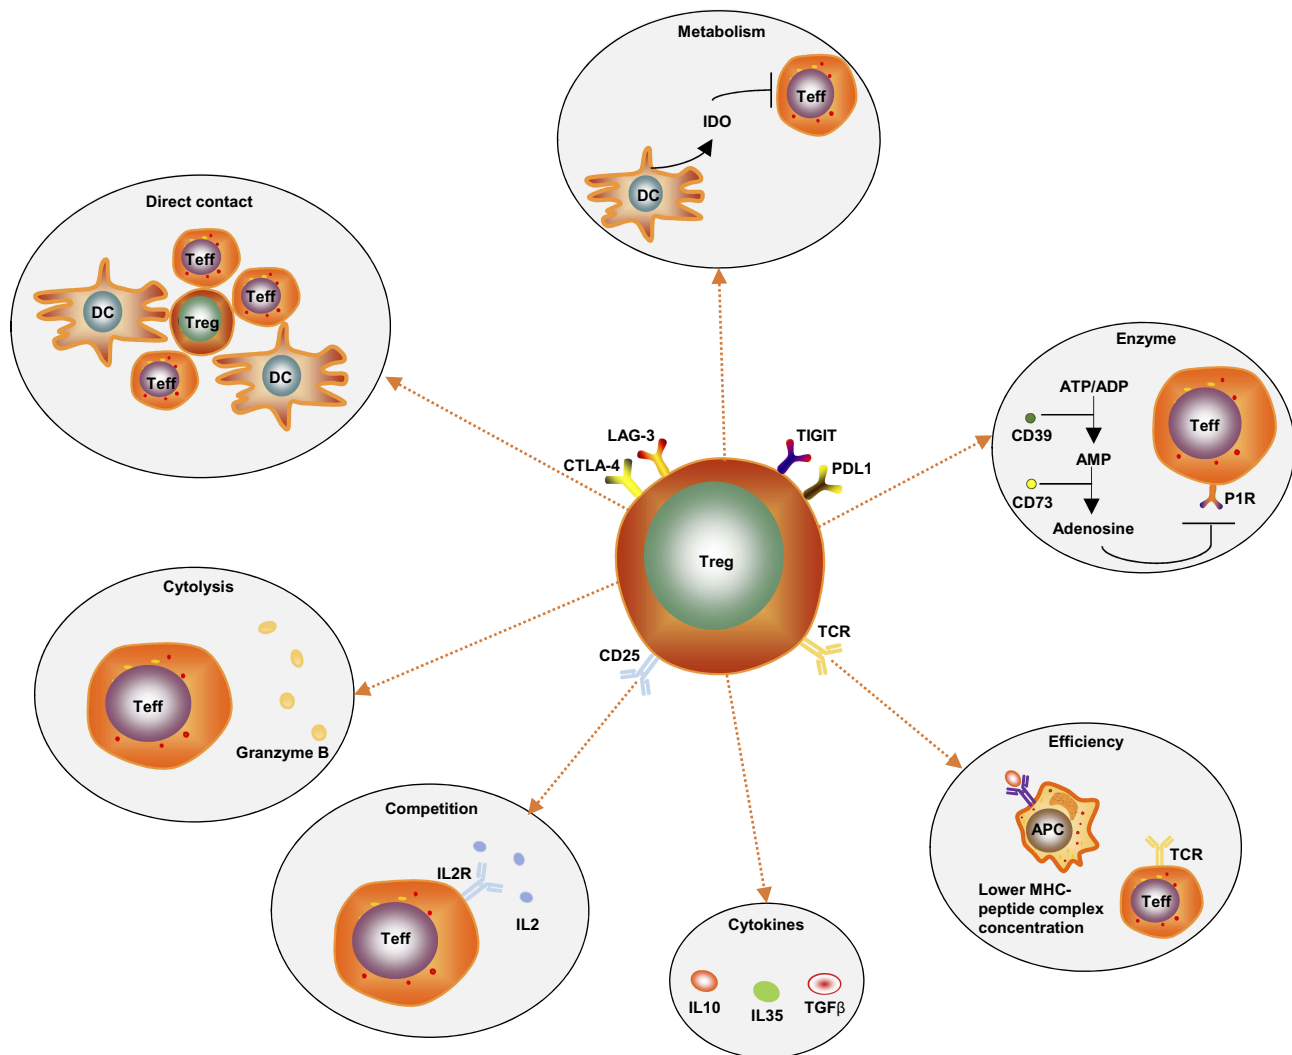 Metabolism
Teff
IDO
DC
Direct contact
Teff
Teff
DC
Treg
Teff
DC
Enzyme
ATP/ADP
Teff
CD39
AMP
CD73
P1R
Adenosine
LAG-3
TIGIT
CTLA-4
PDL1
Treg
CD25
TCR
Cytolysis
Teff
Granzyme B
Competition
IL2R
IL2
Teff
Cytokines
IL10
IL35
TGFβ
Efficiency
APC
TCR
Lower MHC-
peptide complex
concentration
Teff